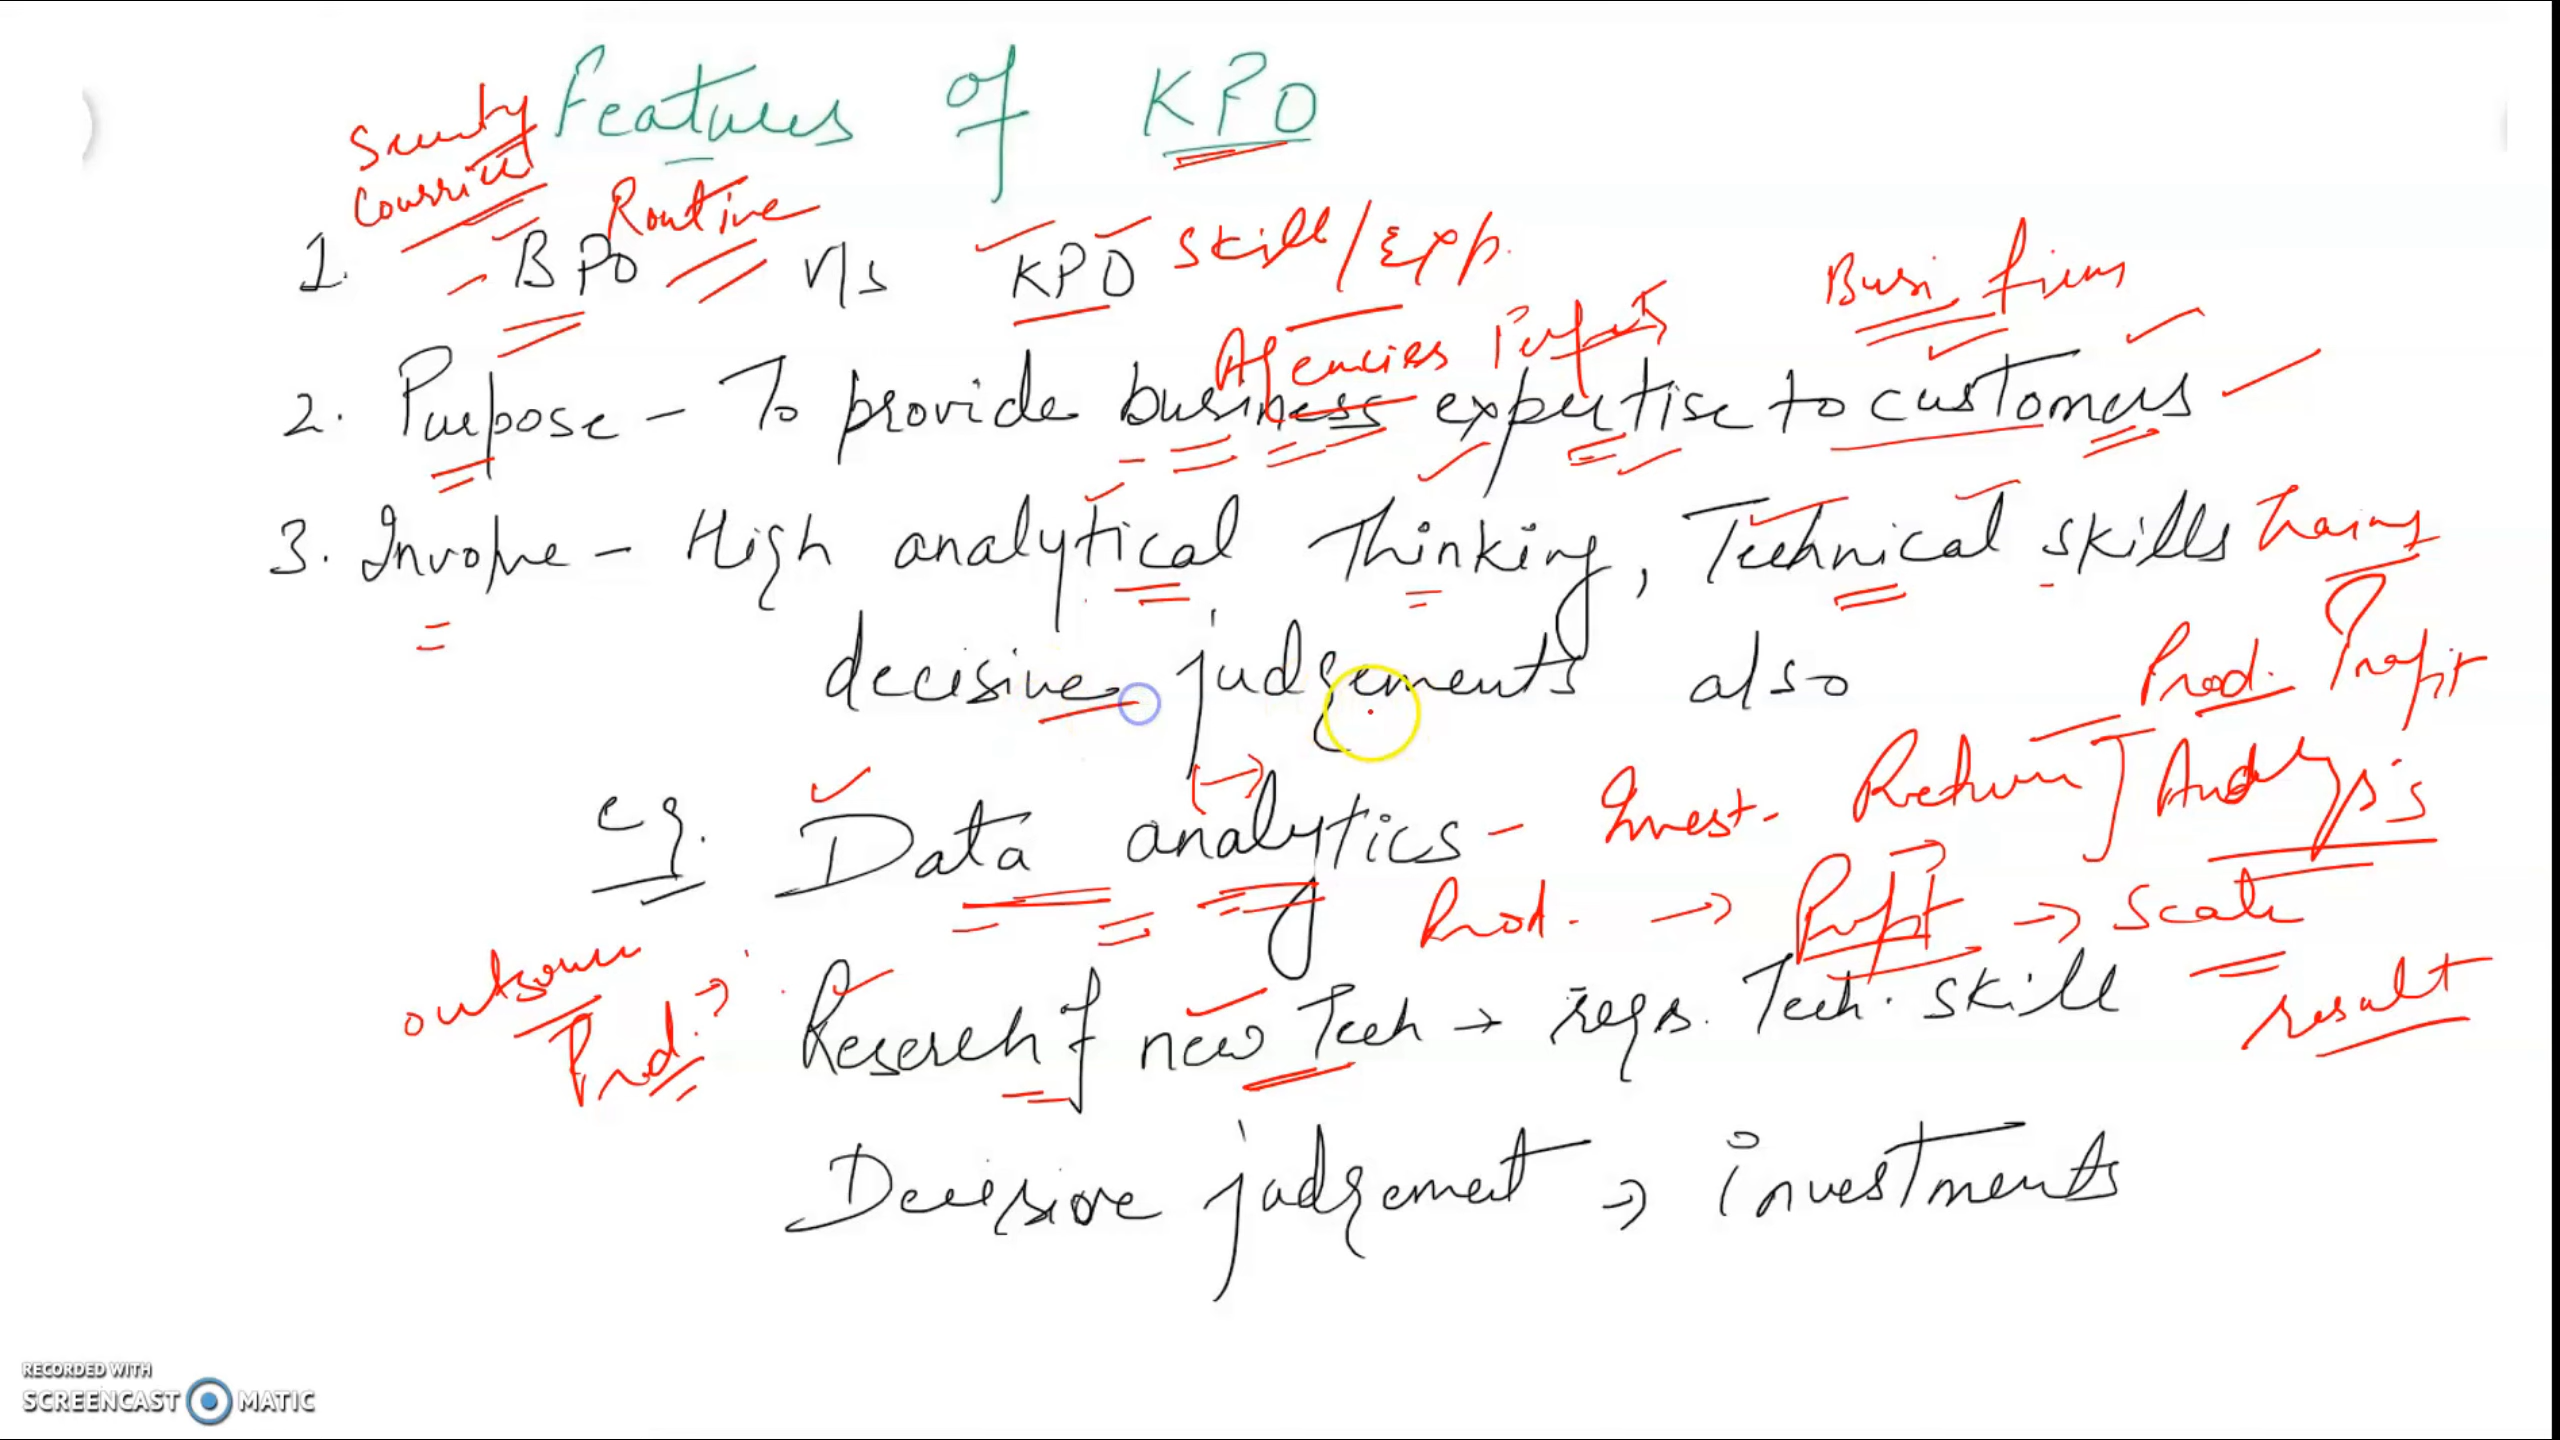 Features of KPO
Security
Courrier
Routine
1. BPO V/s KPO Skill/Exp.
Busi firms
Agencies
2. Purpose - To provide business expertise to customers
3. Involve - High analytical Thinking, Technical skills
decisive judgements also
Prod. Profit
eg. Data analytics - Invest. Return Analysis
Prod. → Profit → Scale
outsource
Prod. →
Reserch of new Tech → reqs. Tech. skill
result
Decisive judgement → investments
RECORDED WITH
SCREENCAST MATIC